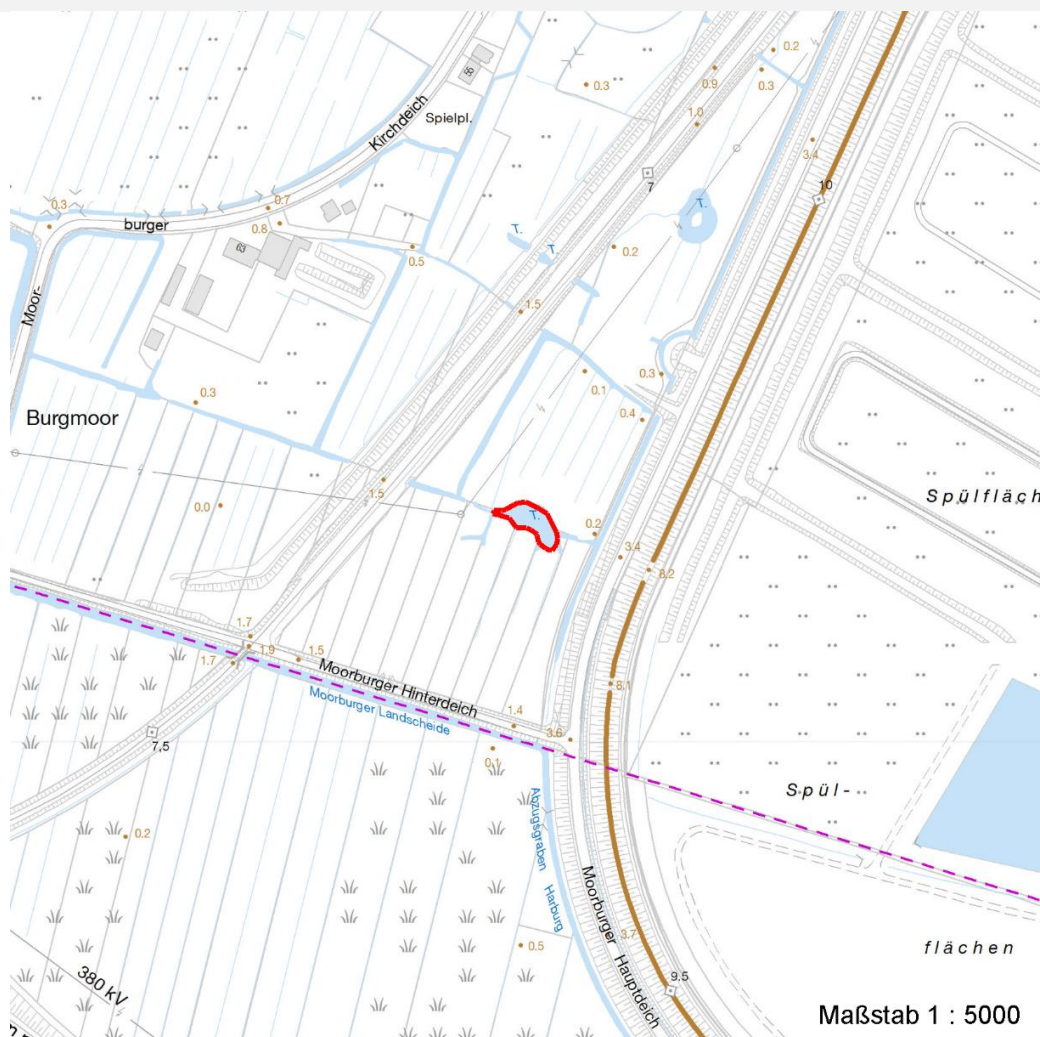 0.2
0.9
0.3
55
0.3
1.0
Spielpl.
Kirchdeich
3.4
7
10
0.3
0.7
T.
burger
0.8
T.
63
0.5
T.
0.2
Moor-
1.5
0.3
0.1
0.3
0.4
Burgmoor
1.5
Spülfläch
0.0
T.
0.2
3.4
8.2
1.7
1.9
1.5
1.7
Moorburger Hinterdeich
8.1
Moorburger Landscheide
1.4
7,5
3.6
0.1
Spül-
Abzugsgraben Harburg
0.2
Moorburger Hauptdeich
3.7
0.5
flächen
9.5
380 kV
Maßstab 1 : 5000